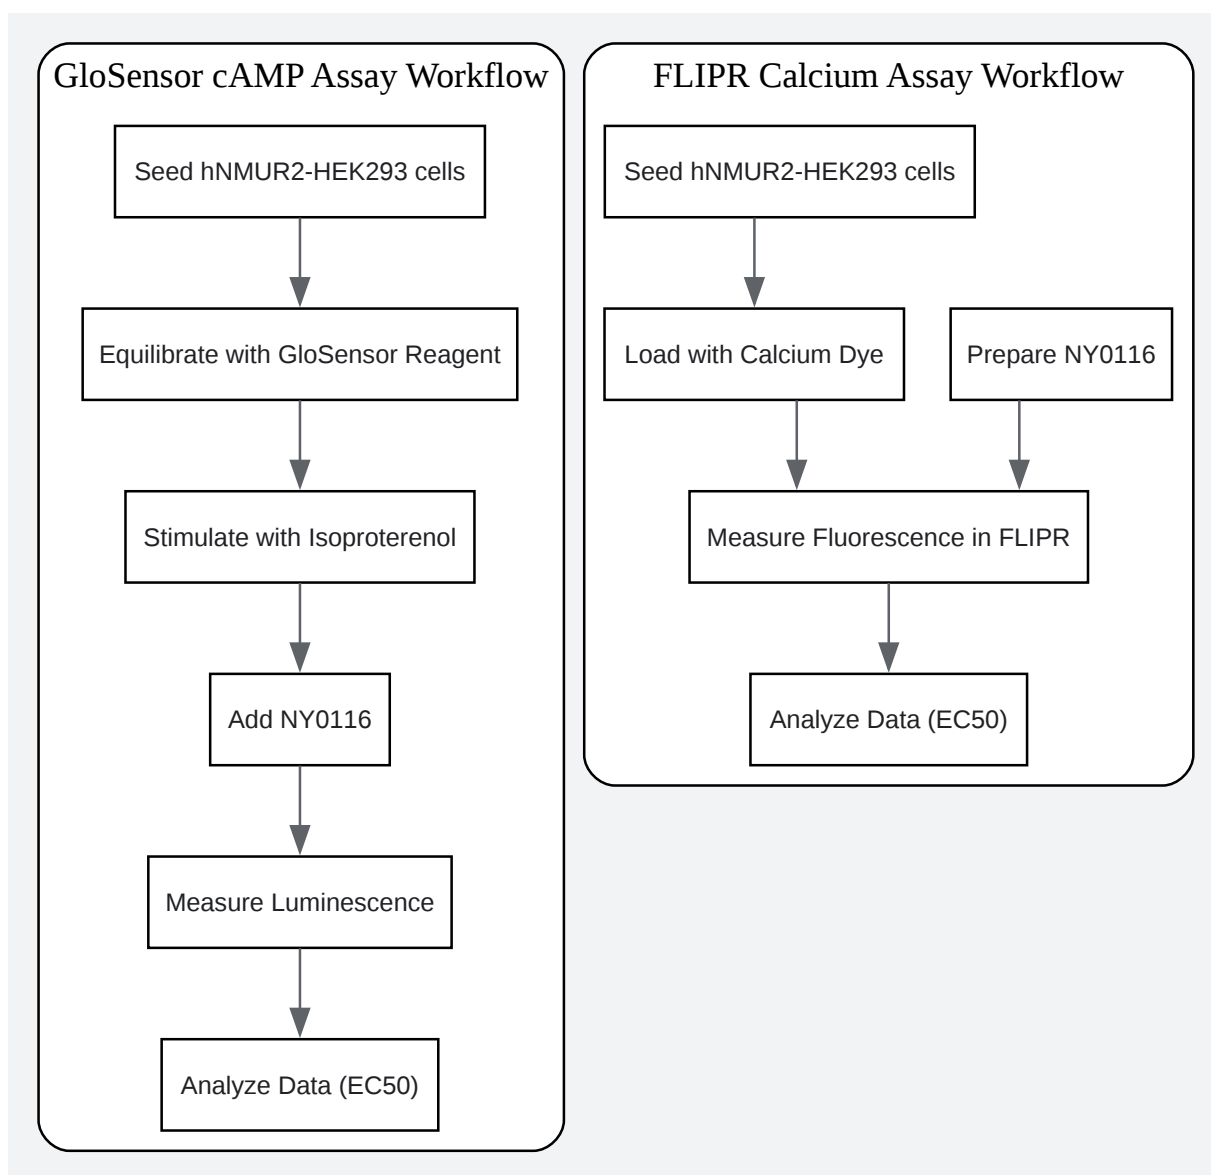 GloSensor cAMP Assay Workflow
Seed hNMUR2-HEK293 cells
Equilibrate with GloSensor Reagent
Stimulate with Isoproterenol
Add NY0116
Measure Luminescence
Analyze Data (EC50)
FLIPR Calcium Assay Workflow
Seed hNMUR2-HEK293 cells
Load with Calcium Dye
Prepare NY0116
Measure Fluorescence in FLIPR
Analyze Data (EC50)